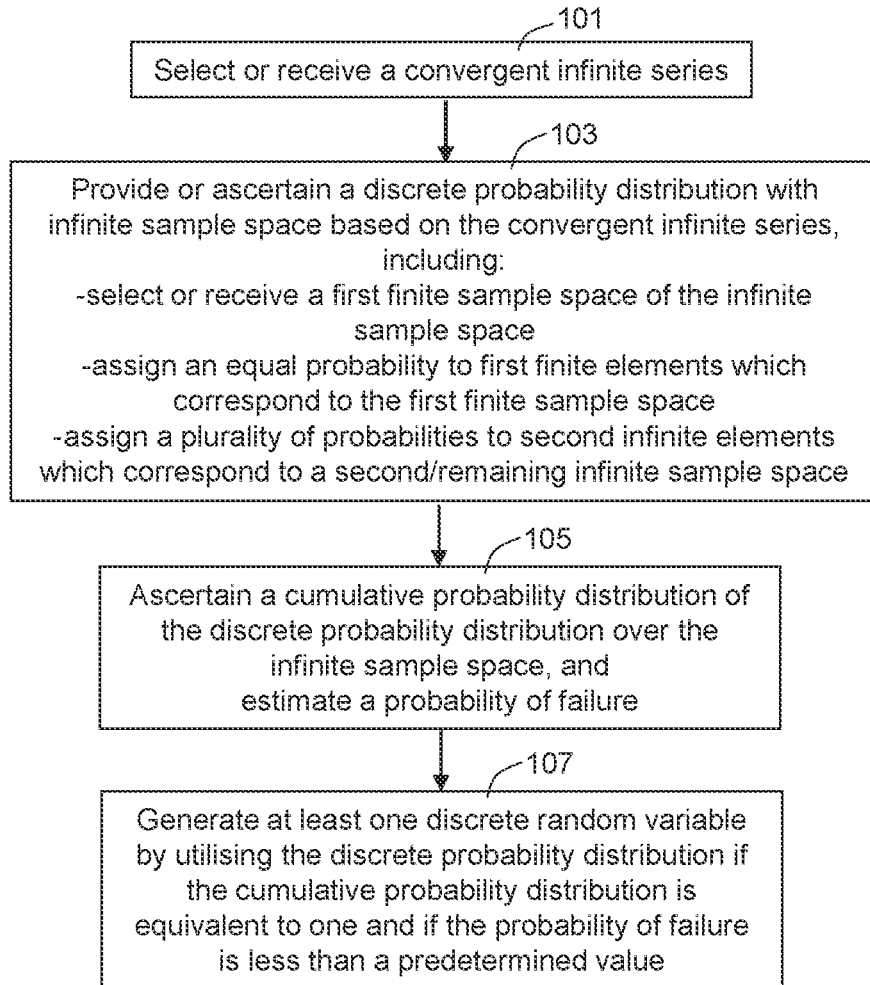 101
Select or receive a convergent infinite series
103
Provide or ascertain a discrete probability distribution with
infinite sample space based on the convergent infinite series,
including:
-select or receive a first finite sample space of the infinite
sample space
-assign an equal probability to first finite elements which
correspond to the first finite sample space
-assign a plurality of probabilities to second infinite elements
which correspond to a second/remaining infinite sample space
105
Ascertain a cumulative probability distribution of
the discrete probability distribution over the
infinite sample space, and
estimate a probability of failure
107
Generate at least one discrete random variable
by utilising the discrete probability distribution if
the cumulative probability distribution is
equivalent to one and if the probability of failure
is less than a predetermined value